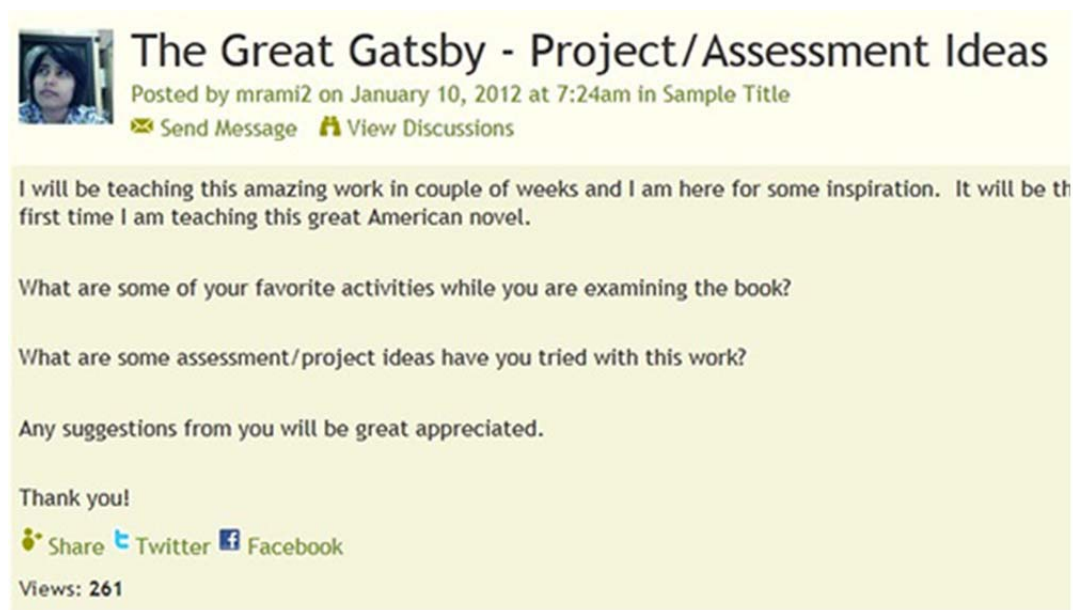 The Great Gatsby - Project/Assessment Ideas
Posted by mrami2 on January 10, 2012 at 7:24am in Sample Title
Send Message View Discussions
I will be teaching this amazing work in couple of weeks and I am here for some inspiration. It will be th
first time I am teaching this great American novel.
What are some of your favorite activities while you are examining the book?
What are some assessment/project ideas have you tried with this work?
Any suggestions from you will be great appreciated.
Thank you!
Share Twitter Facebook
Views: 261